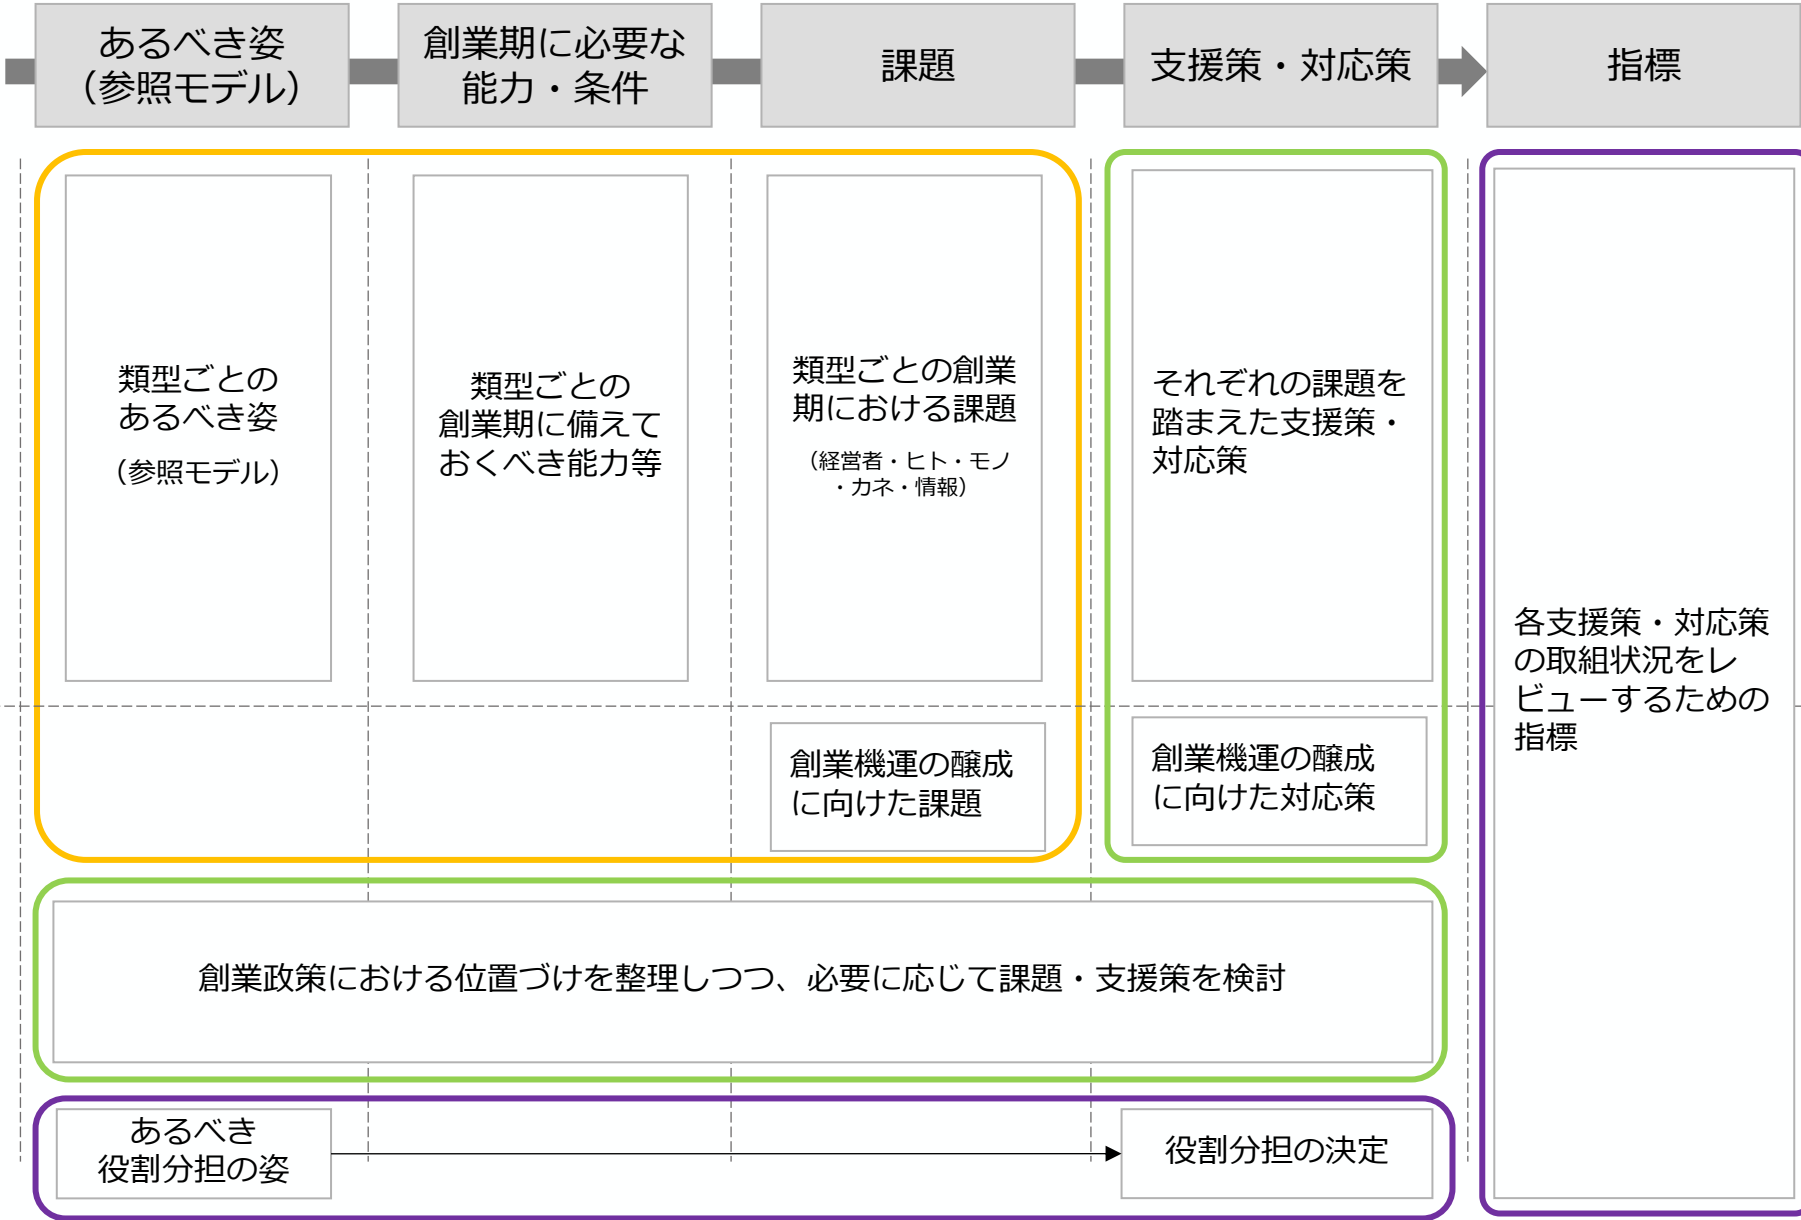 あるべき姿
（参照モデル）
創業期に必要な
能力・条件
課題
支援策・対応策
指標
類型ごとの
あるべき姿
（参照モデル）
類型ごとの
創業期に備えて
おくべき能力等
類型ごとの創業
期における課題
（経営者・ヒト・モノ
・カネ・情報）
それぞれの課題を
踏まえた支援策・
対応策
各支援策・対応策
の取組状況をレ
ビューするための
指標
創業機運の醸成
に向けた課題
創業機運の醸成
に向けた対応策
創業政策における位置づけを整理しつつ、必要に応じて課題・支援策を検討
あるべき
役割分担の姿
役割分担の決定